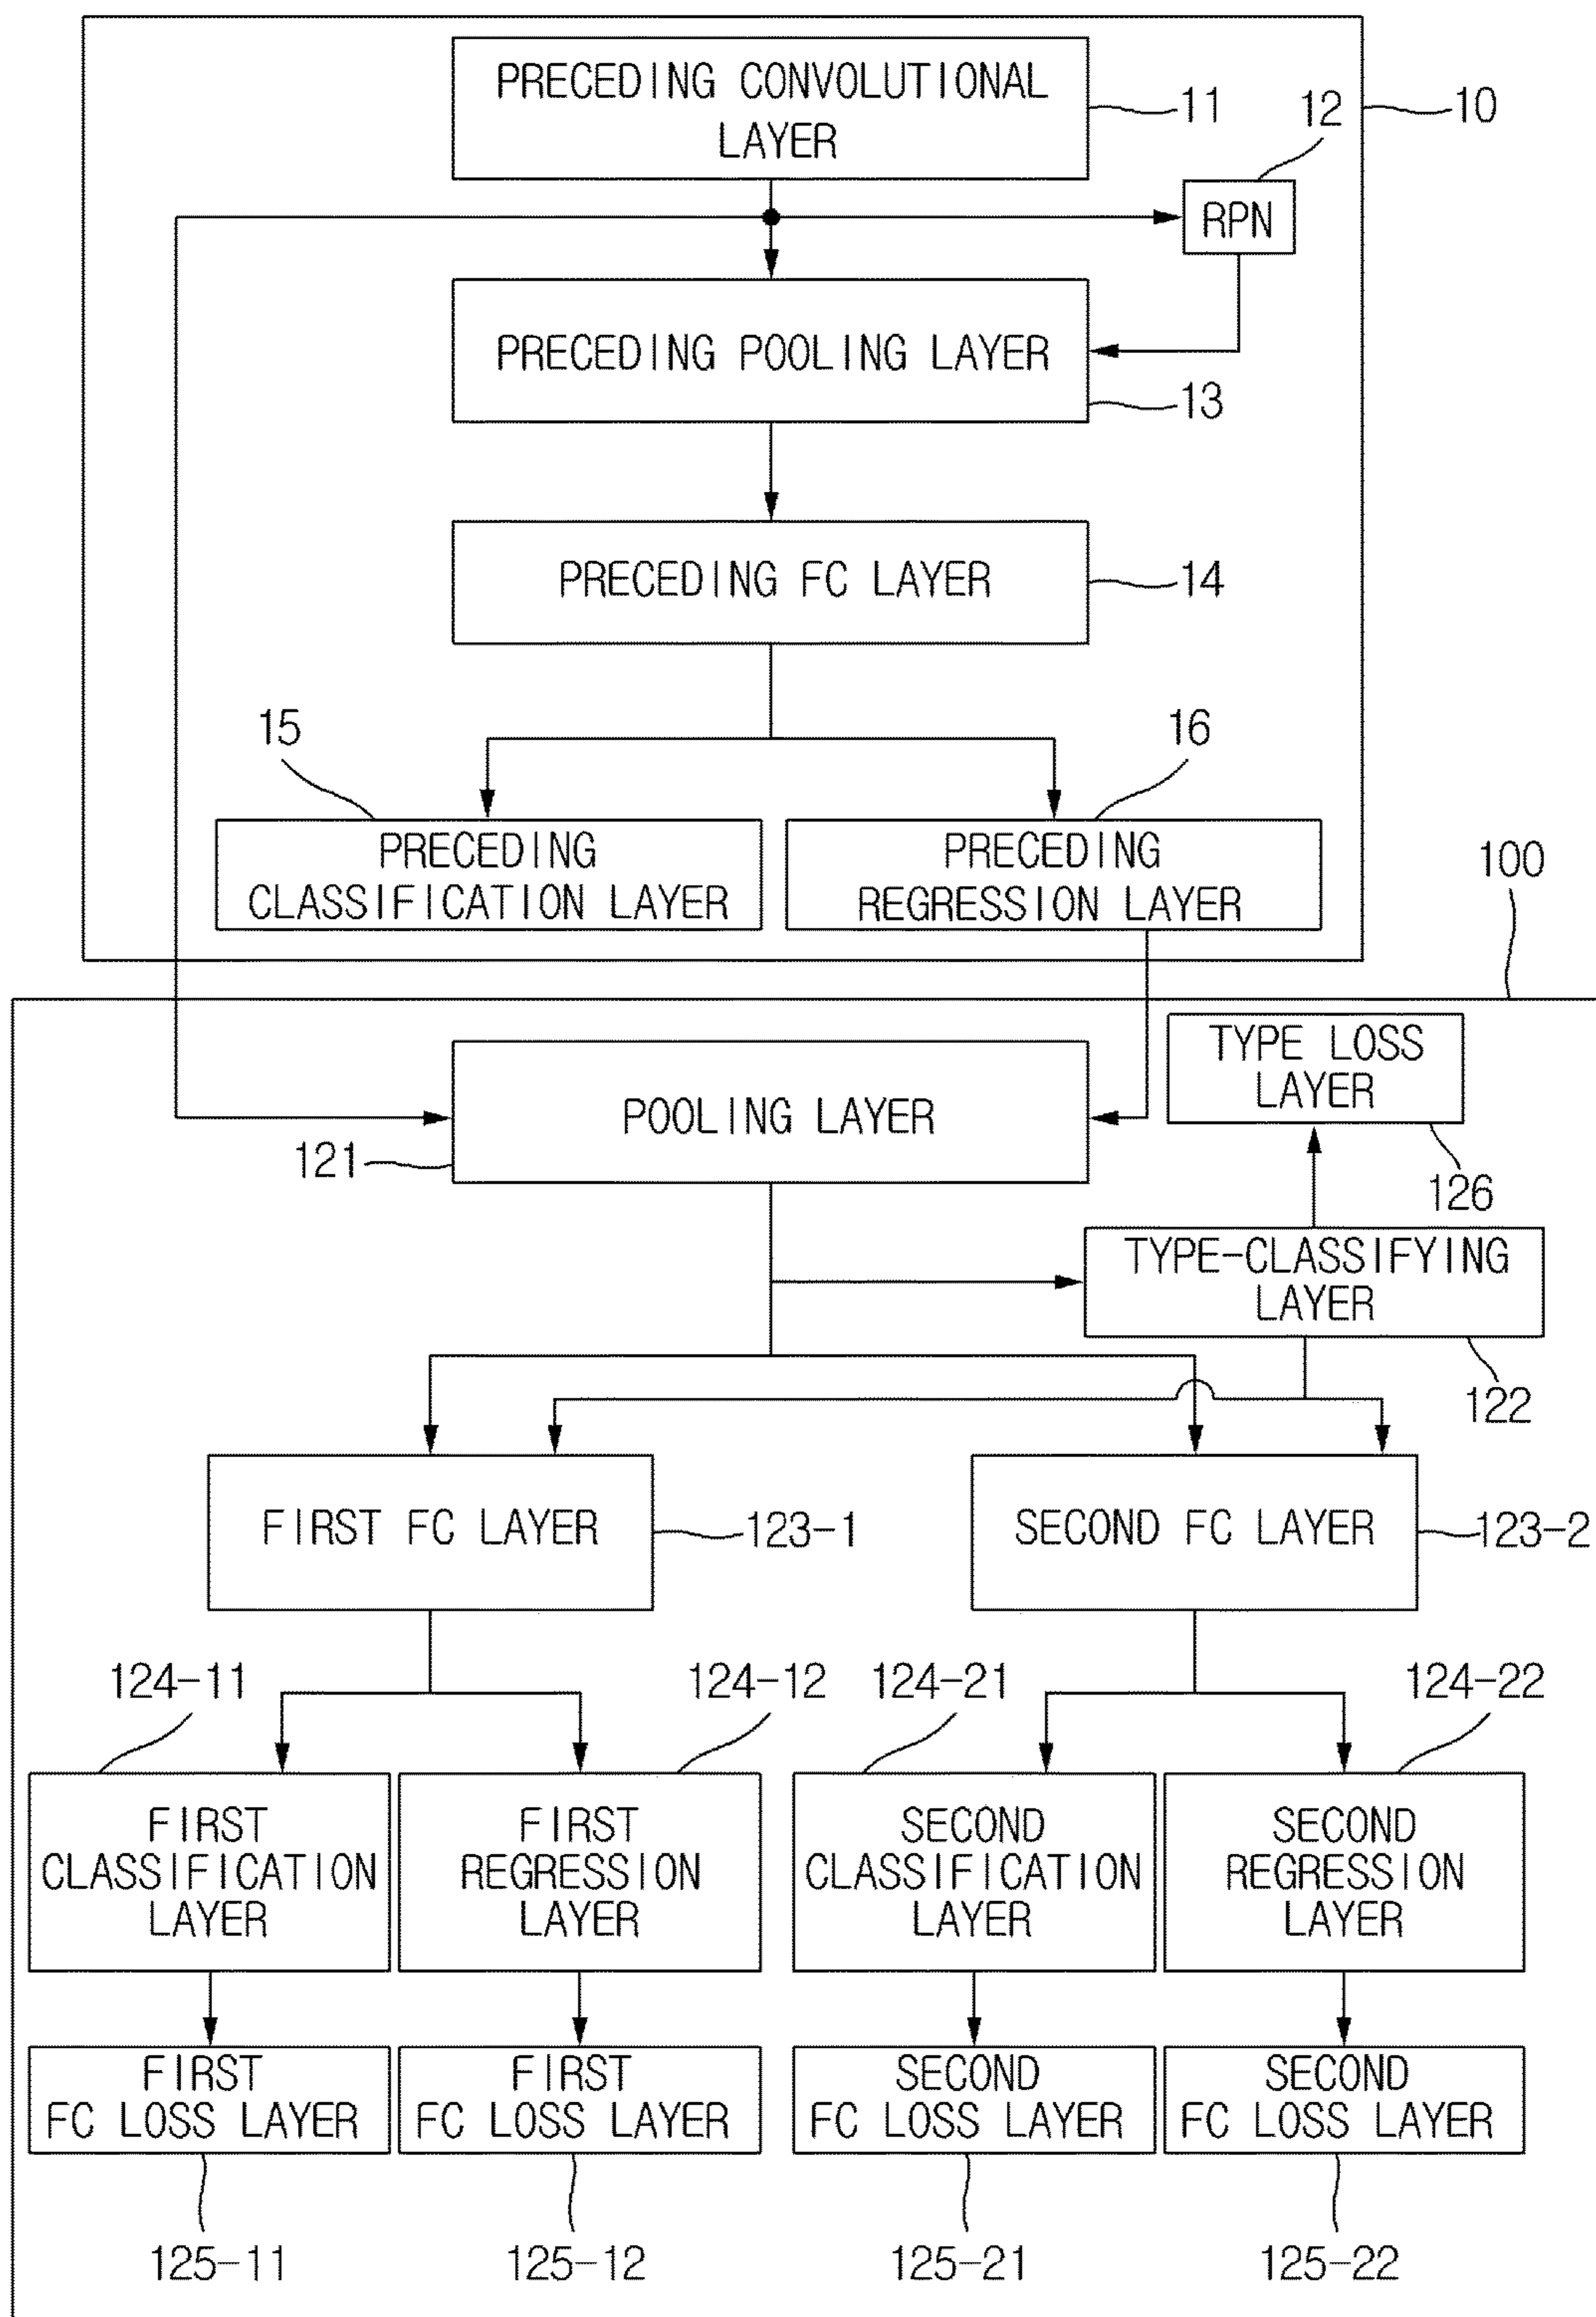 PRECEDING CONVOLUTIONAL
LAYER
11
12
10
RPN
PRECEDING POOLING LAYER
13
PRECEDING FC LAYER
14
15
16
PRECEDING
CLASSIFICATION LAYER
PRECEDING
REGRESSION LAYER
100
TYPE LOSS
LAYER
POOLING LAYER
121
126
TYPE-CLASSIFYING
LAYER
122
FIRST FC LAYER
123-1
SECOND FC LAYER
123-2
124-11
124-12
124-21
124-22
FIRST
CLASSIFICATION
LAYER
FIRST
REGRESSION
LAYER
SECOND
CLASSIFICATION
LAYER
SECOND
REGRESSION
LAYER
FIRST
FC LOSS LAYER
FIRST
FC LOSS LAYER
SECOND
FC LOSS LAYER
SECOND
FC LOSS LAYER
125-11
125-12
125-21
125-22